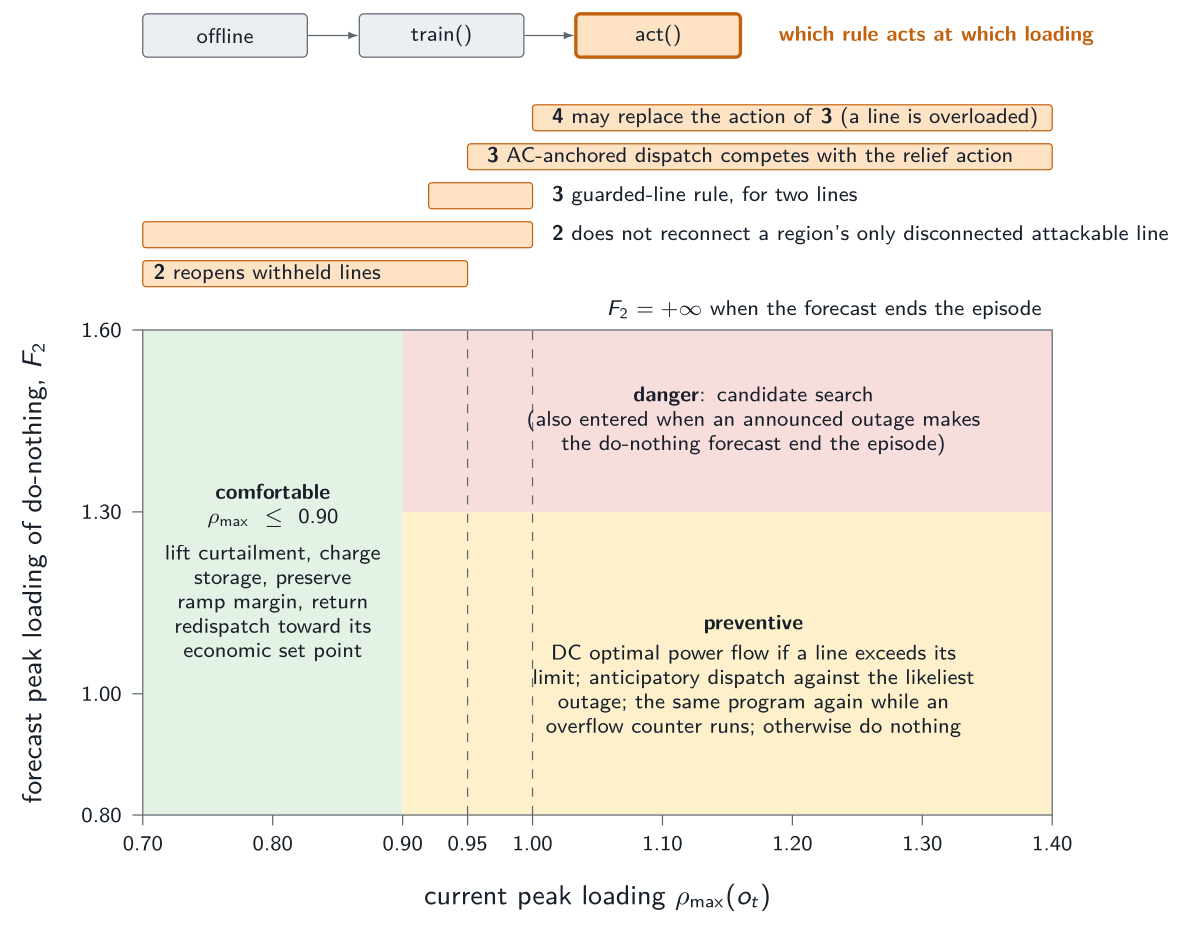 offline
train()
act()
which rule acts at which loading
4 may replace the action of 3 (a line is overloaded)
3 AC-anchored dispatch competes with the relief action
3 guarded-line rule, for two lines
2 does not reconnect a region's only disconnected attackable line
2 reopens withheld lines
F₂ = +∞ when the forecast ends the episode
forecast peak loading of do-nothing, F₂
1.60
1.30
1.00
0.80
danger: candidate search
(also entered when an announced outage makes
the do-nothing forecast end the episode)
comfortable
ρmax ≤ 0.90
lift curtailment, charge
storage, preserve
ramp margin, return
redispatch toward its
economic set point
preventive
DC optimal power flow if a line exceeds its
limit; anticipatory dispatch against the likeliest
outage; the same program again while an
overflow counter runs; otherwise do nothing
0.70
0.80
0.90
0.95
1.00
1.10
1.20
1.30
1.40
current peak loading ρmax(oₜ)